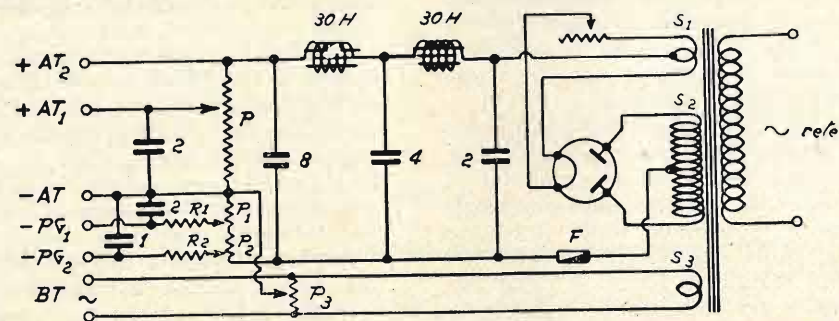 30 H 30 H
S1
+ AT2
+ AT1
P
S2
2
8
4
2
~ rete
- AT
- PG1
2
R1
P1
1
- PG2
R2
P2
F
S3
BT ~
P3